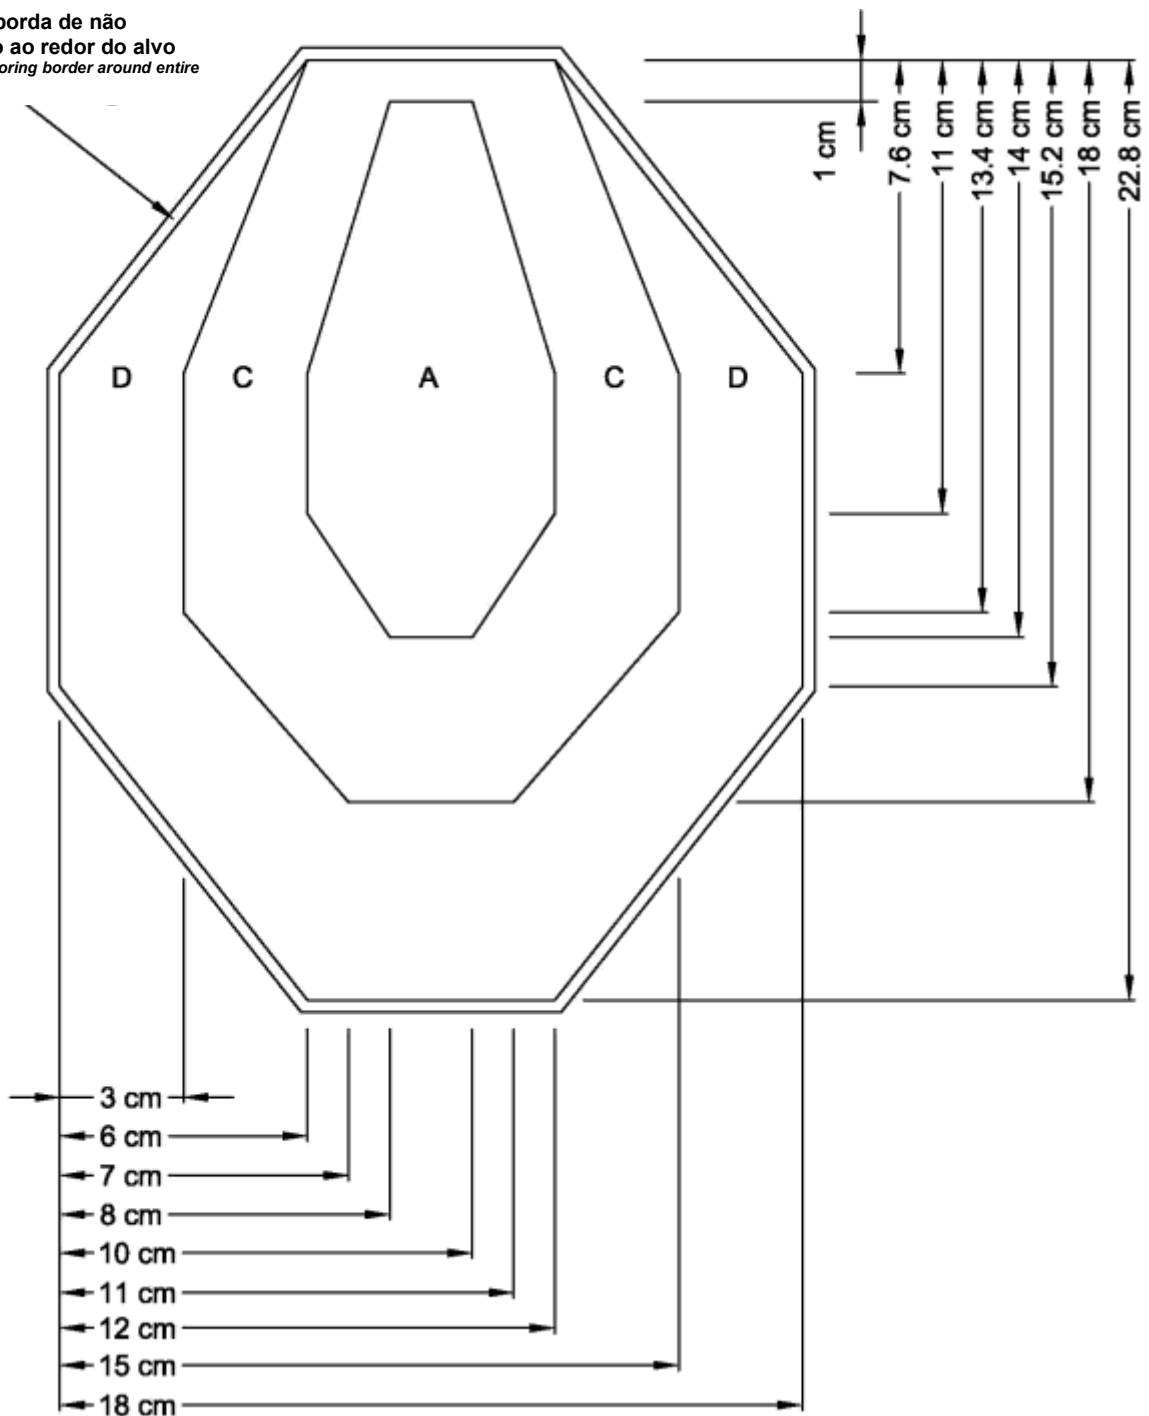 borda de não
ao redor do alvo
border around entire
1 cm
7.6 cm
11 cm
13.4 cm
14 cm
15.2 cm
18 cm
22.8 cm
D C A C D
3 cm
6 cm
7 cm
8 cm
10 cm
11 cm
12 cm
15 cm
18 cm